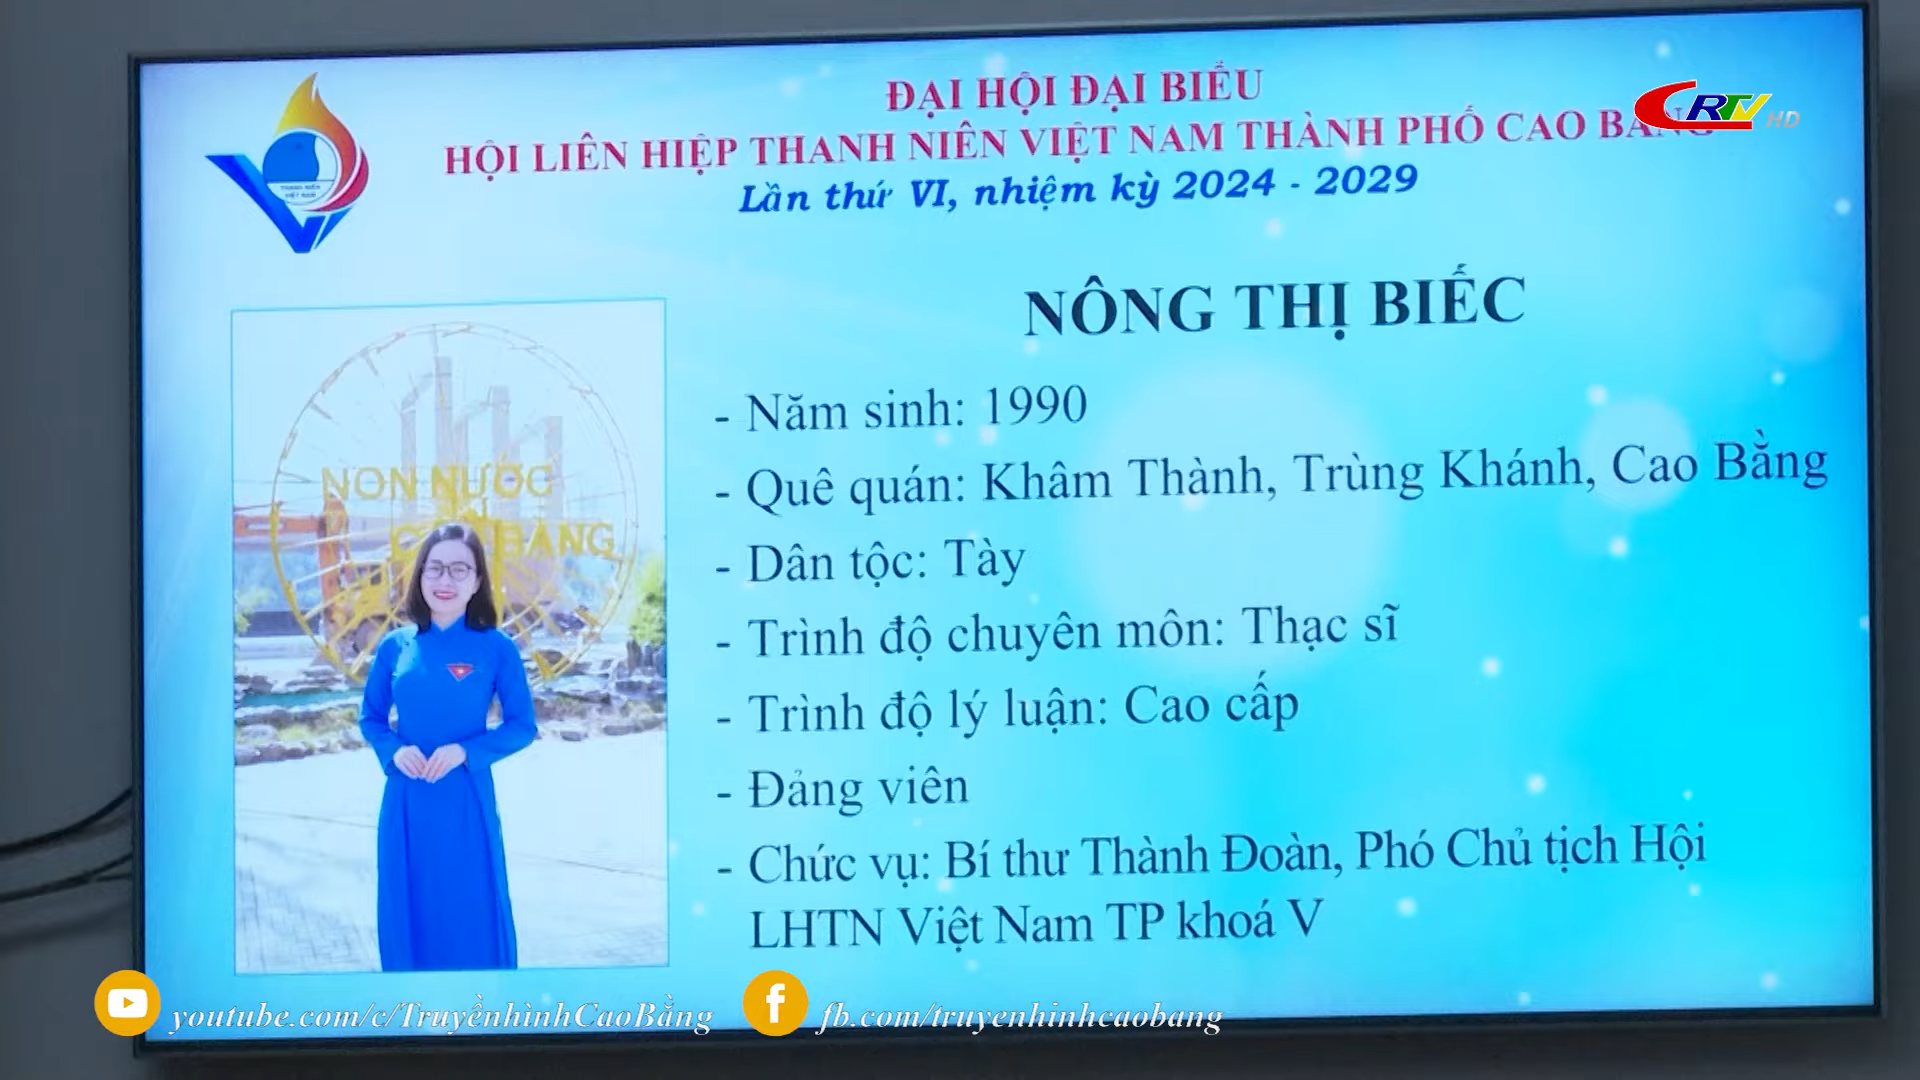 ĐẠI HỘI ĐẠI BIỂU
HỘI LIÊN HIỆP THANH NIÊN VIỆT NAM THÀNH PHỐ CAO BẰNG
Lần thứ VI, nhiệm kỳ 2024 - 2029
CRTV HD
THANH NIÊN
VIỆT NAM
NÔNG THỊ BIẾC
- Năm sinh: 1990
- Quê quán: Khâm Thành, Trùng Khánh, Cao Bằng
- Dân tộc: Tày
- Trình độ chuyên môn: Thạc sĩ
- Trình độ lý luận: Cao cấp
- Đảng viên
- Chức vụ: Bí thư Thành Đoàn, Phó Chủ tịch Hội
LHTN Việt Nam TP khoá V
NON NƯỚC
CAO BẰNG
youtube.com/c/TruyềnhìnhCaoBằng
fb.com/truyenhinhcaobang